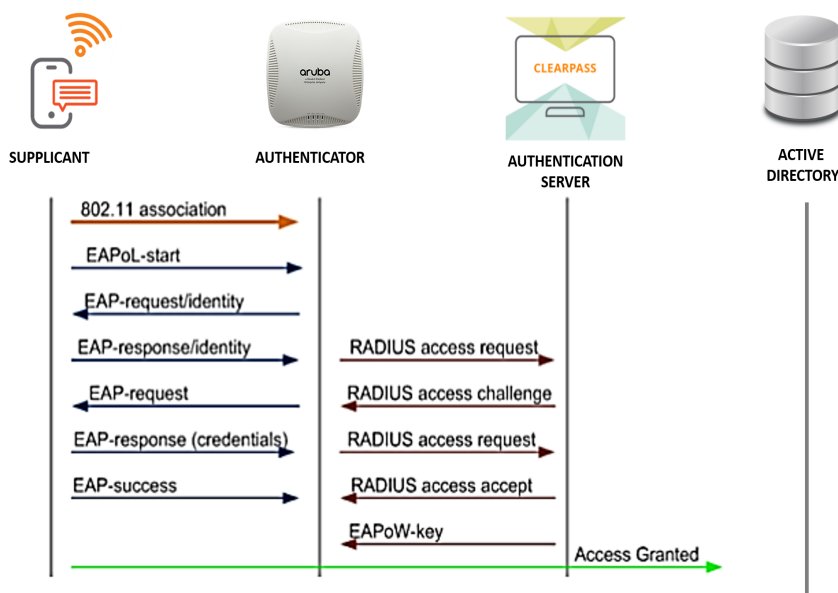 aruba
CLEARPASS
SUPPLICANT
AUTHENTICATOR
AUTHENTICATION
SERVER
ACTIVE
DIRECTORY
802.11 association
EAPoL-start
EAP-request/identity
EAP-response/identity
RADIUS access request
EAP-request
RADIUS access challenge
EAP-response (credentials)
RADIUS access request
EAP-success
RADIUS access accept
EAPoW-key
Access Granted